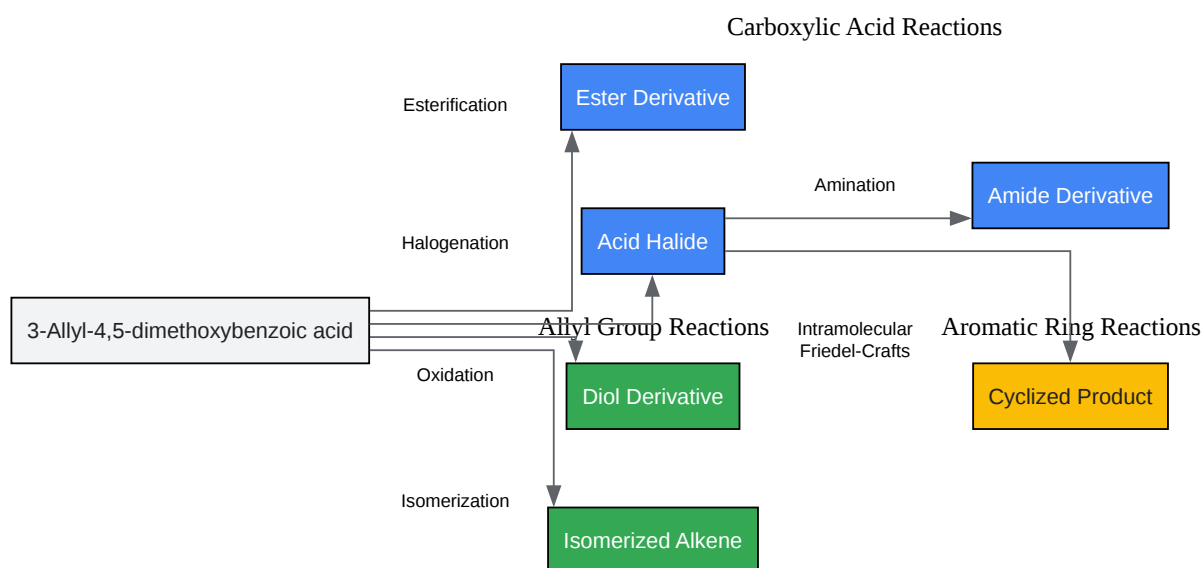 Carboxylic Acid Reactions
Esterification
Ester Derivative
Amination
Amide Derivative
Halogenation
Acid Halide
3-Allyl-4,5-dimethoxybenzoic acid
Allyl Group Reactions
Intramolecular
Friedel-Crafts
Aromatic Ring Reactions
Oxidation
Diol Derivative
Cyclized Product
Isomerization
Isomerized Alkene